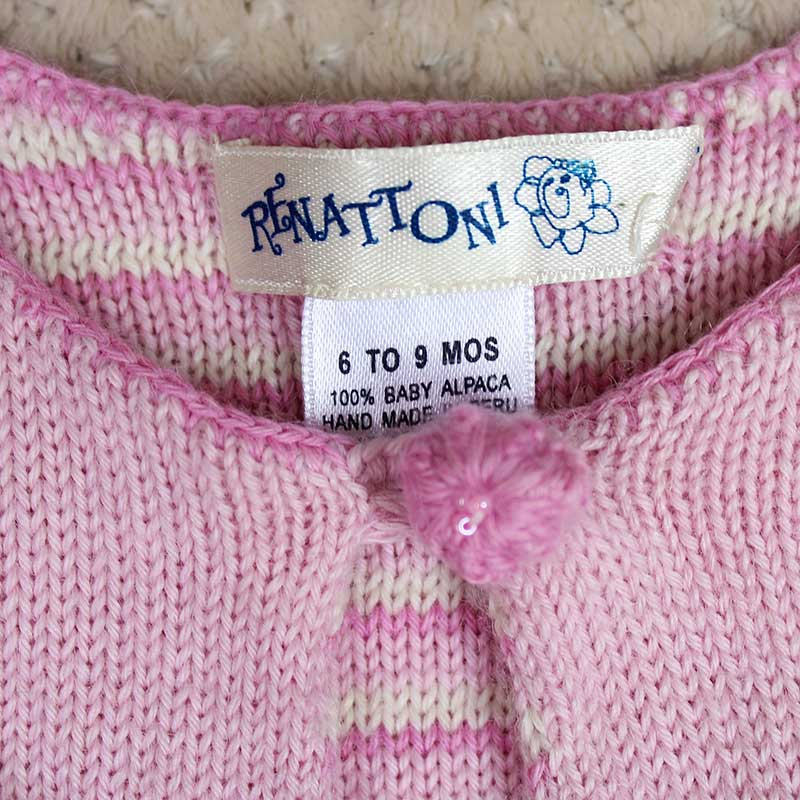 RENATTONI
6 TO 9 MOS
100% BABY ALPACA
HAND MADE PERU